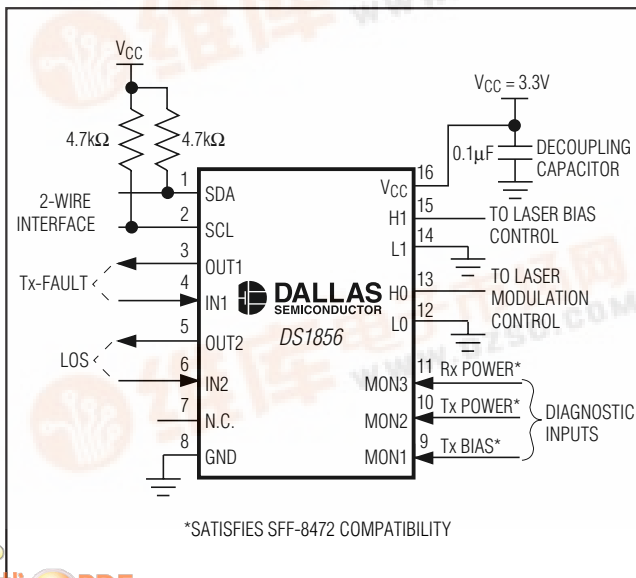 VCC
VCC = 3.3V
4.7kΩ
4.7kΩ
0.1µF
DECOUPLING
CAPACITOR
2-WIRE
INTERFACE
1
SDA
2
SCL
3
OUT1
Tx-FAULT
4
IN1
5
OUT2
LOS
6
IN2
7
N.C.
8
GND
DALLAS
SEMICONDUCTOR
DS1856
16
VCC
15
H1
TO LASER BIAS
CONTROL
14
L1
13
H0
TO LASER
MODULATION
CONTROL
12
L0
11
MON3
Rx POWER*
10
MON2
Tx POWER*
9
MON1
Tx BIAS*
DIAGNOSTIC
INPUTS
*SATISFIES SFF-8472 COMPATIBILITY